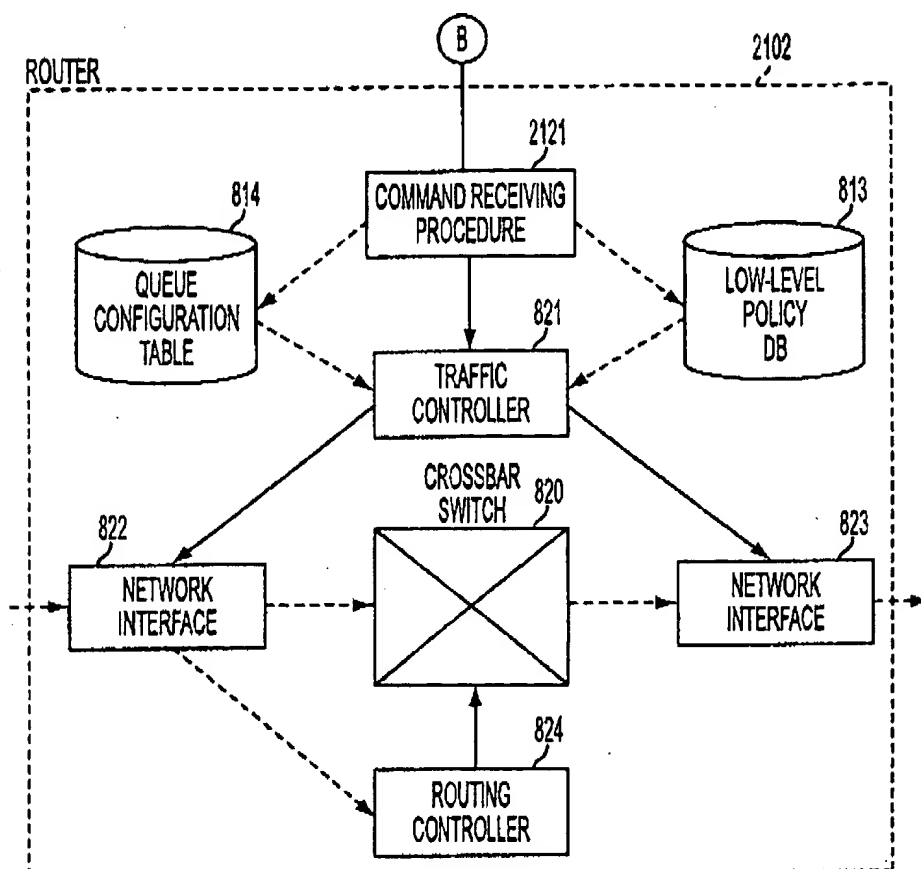 B
ROUTER
2102
2121
COMMAND RECEIVING
PROCEDURE
814
QUEUE
CONFIGURATION
TABLE
813
LOW-LEVEL
POLICY
DB
821
TRAFFIC
CONTROLLER
CROSSBAR
SWITCH
820
822
NETWORK
INTERFACE
823
NETWORK
INTERFACE
824
ROUTING
CONTROLLER